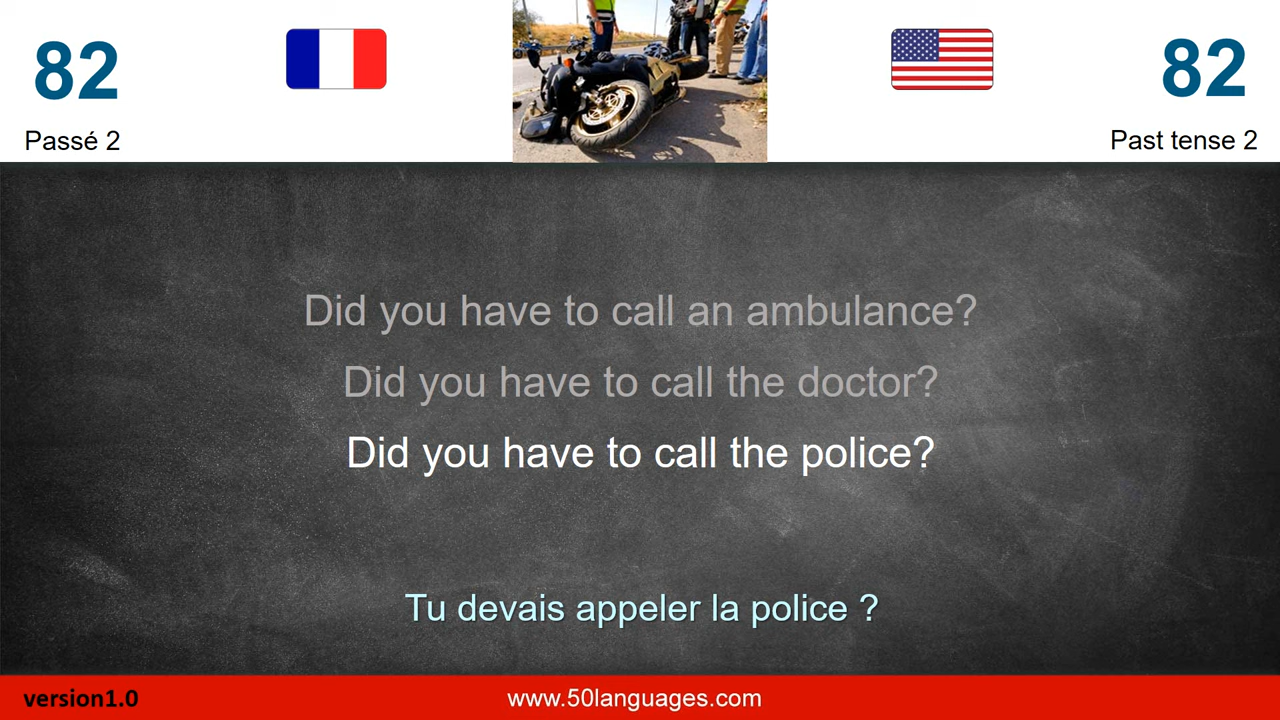 82
82
Passé 2
Past tense 2
Did you have to call an ambulance?
Did you have to call the doctor?
Did you have to call the police?
Tu devais appeler la police ?
version1.0
www.50languages.com